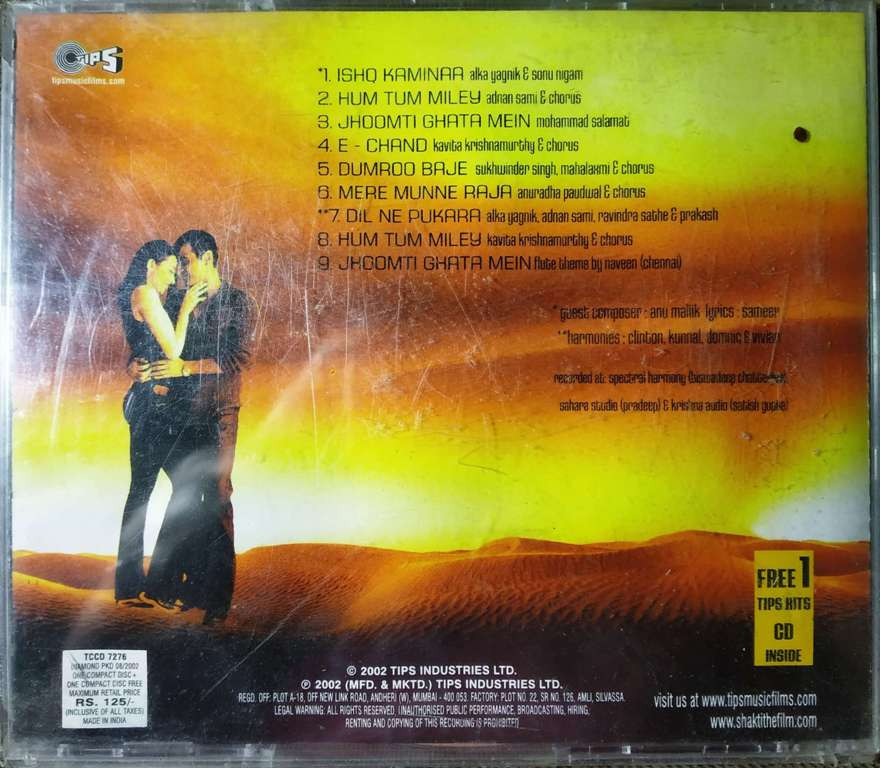 TIPS
tipsmusicfilms.com
*1. ISHQ KAMINAA alka yagnik & sonu nigam
2. HUM TUM MILEY adnan sami & chorus
3. JHOOMTI GHATA MEIN mohammad salamat
4. E - CHAND kavita krishnamurthy & chorus
5. DUMROO BAJE sukhwinder singh, mahalaxmi & chorus
6. MERE MUNNE RAJA anuradha paudwal & chorus
**7. DIL NE PUKARA alka yagnik, adnan sami, ravindra sathe & prakash
8. HUM TUM MILEY kavita krishnamurthy & chorus
9. JHOOMTI GHATA MEIN flute thema by naveen (chennai)
* guest composer : anu mallik lyrics : sameer
**harmonies : clinton, kunnal, dominic & vivian
recorded at: spectral harmony (biswadeep chatterjee),
sahara studio (pradeep) & krishna audio (satish gupte)
FREE 1
TIPS HITS
CD
INSIDE
TCCD 7276
DIAMOND PKD 08/2002
ONE COMPACT DISC +
ONE COMPACT DISC FREE
MAXIMUM RETAIL PRICE
RS. 125/-
(INCLUSIVE OF ALL TAXES)
MADE IN INDIA
© 2002 TIPS INDUSTRIES LTD.
℗ 2002 (MFD. & MKTD.) TIPS INDUSTRIES LTD.
REGD. OFF: PLOT A-18, OFF NEW LINK ROAD, ANDHERI (W), MUMBAI - 400 053. FACTORY: PLOT NO. 22, SR.NO. 126, AMLI, SILVASSA.
LEGAL WARNING: ALL RIGHTS RESERVED, UNAUTHORISED PUBLIC PERFORMANCE, BROADCASTING, HIRING,
RENTING AND COPYING OF THIS RECORDING IS PROHIBITED
visit us at www.tipsmusicfilms.com
www.shaktithefilm.com